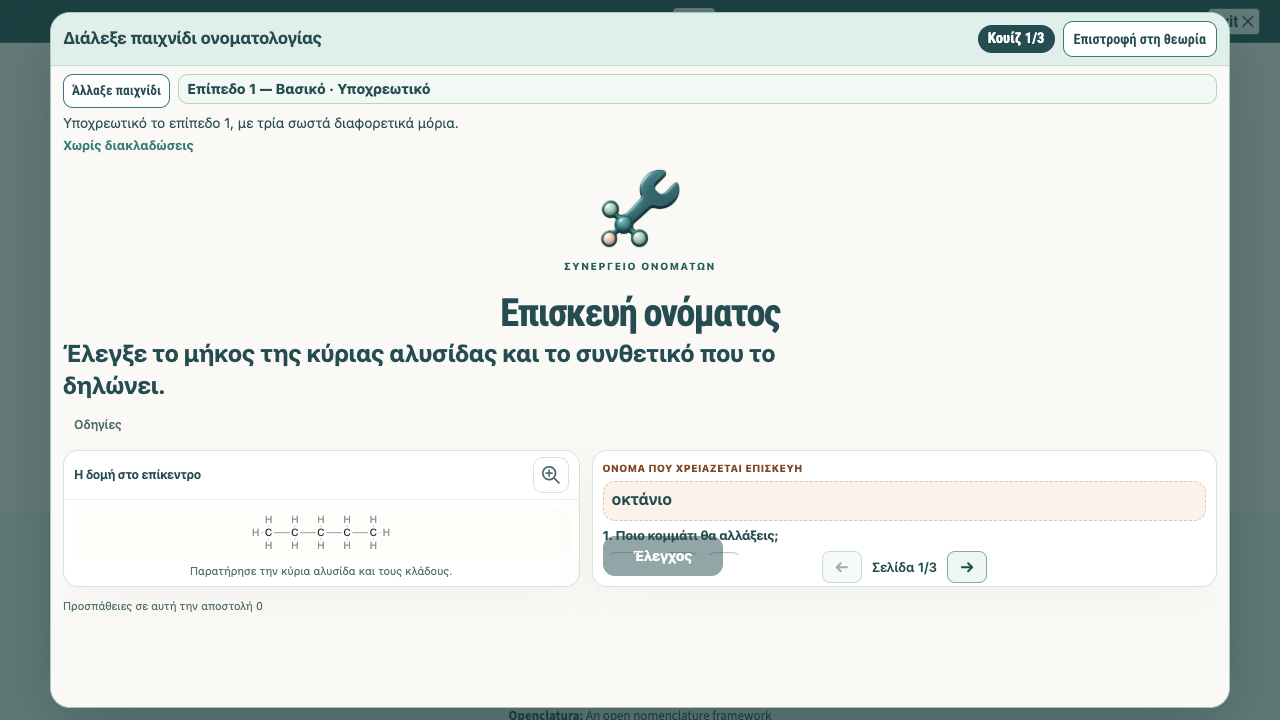 Διάλεξε παιχνίδι ονοματολογίας
Κουίζ 1/3
Επιστροφή στη θεωρία
Άλλαξε παιχνίδι
Επίπεδο 1 — Βασικό · Υποχρεωτικό
Υποχρεωτικό το επίπεδο 1, με τρία σωστά διαφορετικά μόρια.
Χωρίς διακλαδώσεις
ΣΥΝΕΡΓΕΙΟ ΟΝΟΜΑΤΩΝ
Επισκευή ονόματος
Έλεγξε το μήκος της κύριας αλυσίδας και το συνθετικό που το
δηλώνει.
Οδηγίες
Η δομή στο επίκεντρο
H H H H H
H C C C C C H
H H H H H
Παρατήρησε την κύρια αλυσίδα και τους κλάδους.
ΟΝΟΜΑ ΠΟΥ ΧΡΕΙΑΖΕΤΑΙ ΕΠΙΣΚΕΥΗ
οκτάνιο
1. Ποιο κομμάτι θα αλλάξεις;
Έλεγχος
Σελίδα 1/3
Προσπάθειες σε αυτή την αποστολή 0
Openclatura: An open nomenclature framework